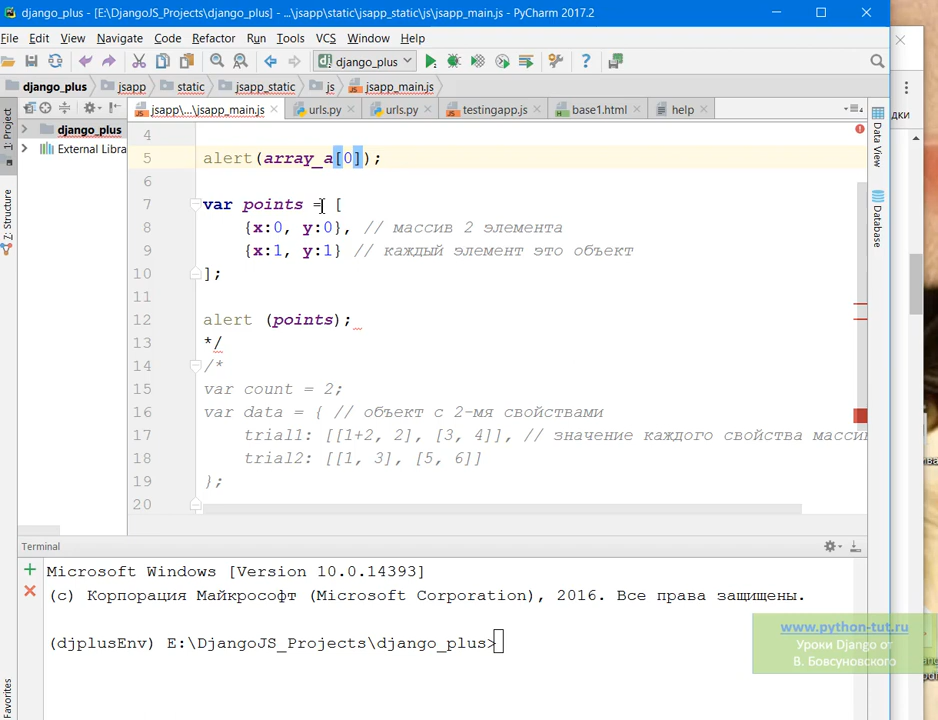 django_plus - [E:\DjangoJS_Projects\django_plus] - ...\jsapp\static\jsapp_static\js\jsapp_main.js - PyCharm 2017.2
File Edit View Navigate Code Refactor Run Tools VCS Window Help
django_plus
django_plus jsapp static jsapp_static js jsapp_main.js
jsapp\...\jsapp_main.js urls.py urls.py testingapp.js base1.html help
1: Project
Z: Structure
Favorites
django_plus
External Libra
Data View
Database
4
5 alert(array_a[0]);
6
7 var points = [
8 {x:0, y:0}, // массив 2 элемента
9 {x:1, y:1} // каждый элемент это объект
10 ];
11
12 alert (points);
13 */
14 /*
15 var count = 2;
16 var data = { // объект с 2-мя свойствами
17 trial1: [[1+2, 2], [3, 4]], // значение каждого свойства масси
18 trial2: [[1, 3], [5, 6]]
19 };
20
Terminal
Microsoft Windows [Version 10.0.14393]
(c) Корпорация Майкрософт (Microsoft Corporation), 2016. Все права защищены.
(djplusEnv) E:\DjangoJS_Projects\django_plus>
www.python-tut.ru
Уроки Django от
В. Бовсуновского